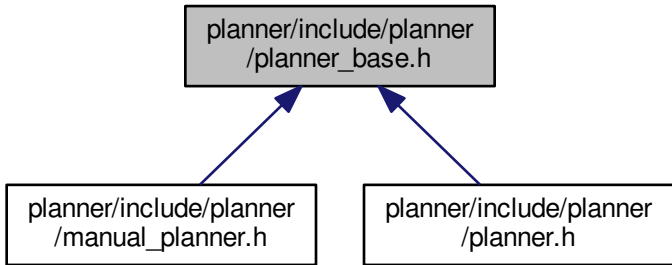 planner/include/planner
/planner_base.h
planner/include/planner
/manual_planner.h
planner/include/planner
/planner.h